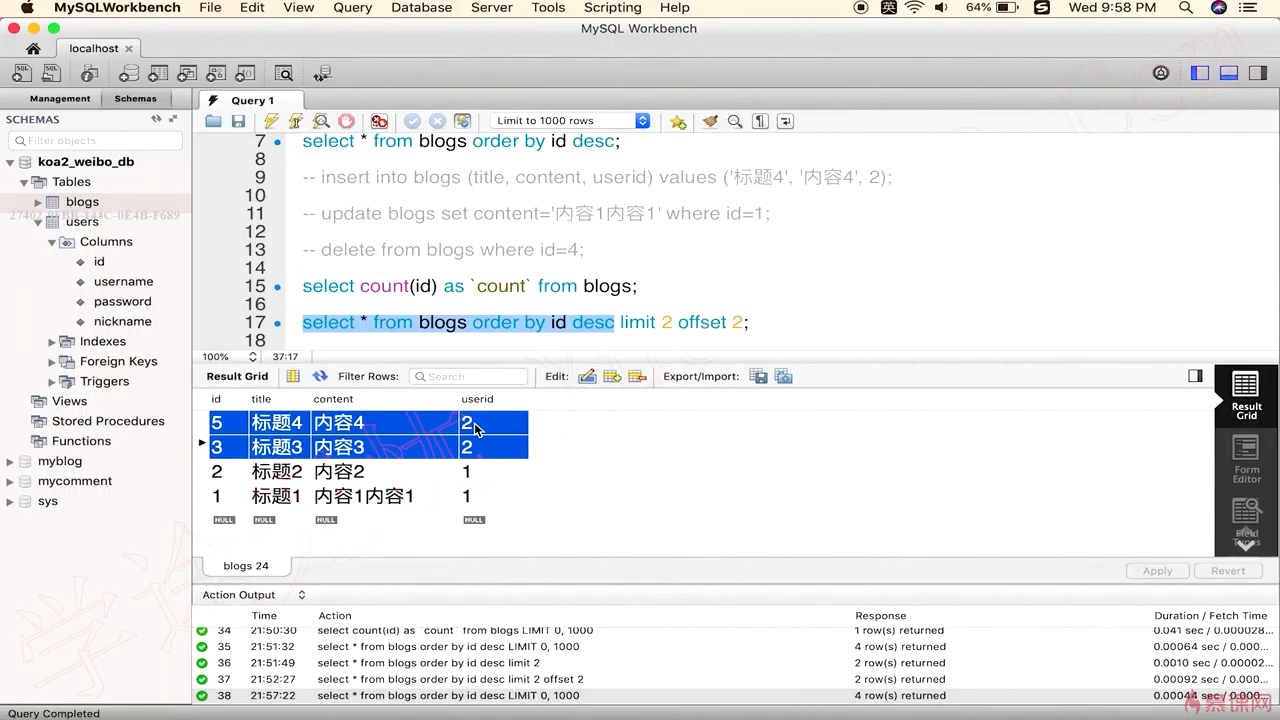 MySQLWorkbench File Edit View Query Database Server Tools Scripting Help 英 64% S Wed 9:58 PM
MySQL Workbench
localhost
Management Schemas Query 1
SCHEMAS
Limit to 1000 rows
Filter objects
koa2_weibo_db
Tables
blogs
users
Columns
id
username
password
nickname
Indexes
Foreign Keys
Triggers
Views
Stored Procedures
Functions
myblog
mycomment
sys
7 select * from blogs order by id desc;
8
9 -- insert into blogs (title, content, userid) values ('标题4', '内容4', 2);
10
11 -- update blogs set content='内容1内容1' where id=1;
12
13 -- delete from blogs where id=4;
14
15 select count(id) as `count` from blogs;
16
17 select * from blogs order by id desc limit 2 offset 2;
18
100% 37:17
Result Grid Filter Rows: Search Edit: Export/Import:
id title content userid
5 标题4 内容4 2
3 标题3 内容3 2
2 标题2 内容2 1
1 标题1 内容1内容1 1
NULL NULL NULL NULL
Result Grid
Form Editor
Field Types
blogs 24
Apply Revert
Action Output
Time Action Response Duration / Fetch Time
34 21:50:30 select count(id) as `count` from blogs LIMIT 0, 1000 1 row(s) returned 0.041 sec / 0.000028...
35 21:51:32 select * from blogs order by id desc LIMIT 0, 1000 4 row(s) returned 0.00064 sec / 0.000...
36 21:51:49 select * from blogs order by id desc limit 2 2 row(s) returned 0.0010 sec / 0.00002...
37 21:52:27 select * from blogs order by id desc limit 2 offset 2 2 row(s) returned 0.00092 sec / 0.000...
38 21:57:22 select * from blogs order by id desc LIMIT 0, 1000 4 row(s) returned 0.00044 sec / 0.000...
Query Completed
慕课网